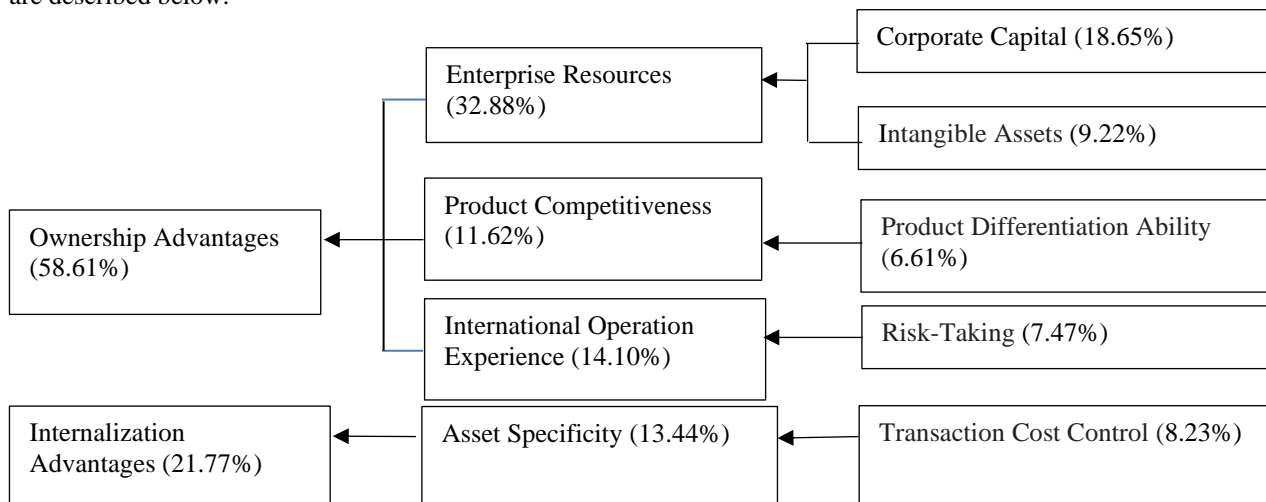 are described below.
Corporate Capital (18.65%)
Enterprise Resources
(32.88%)
Intangible Assets (9.22%)
Product Competitiveness
(11.62%)
Product Differentiation Ability
(6.61%)
Ownership Advantages
(58.61%)
International Operation
Experience (14.10%)
Risk-Taking (7.47%)
Internalization
Advantages (21.77%)
Asset Specificity (13.44%)
Transaction Cost Control (8.23%)